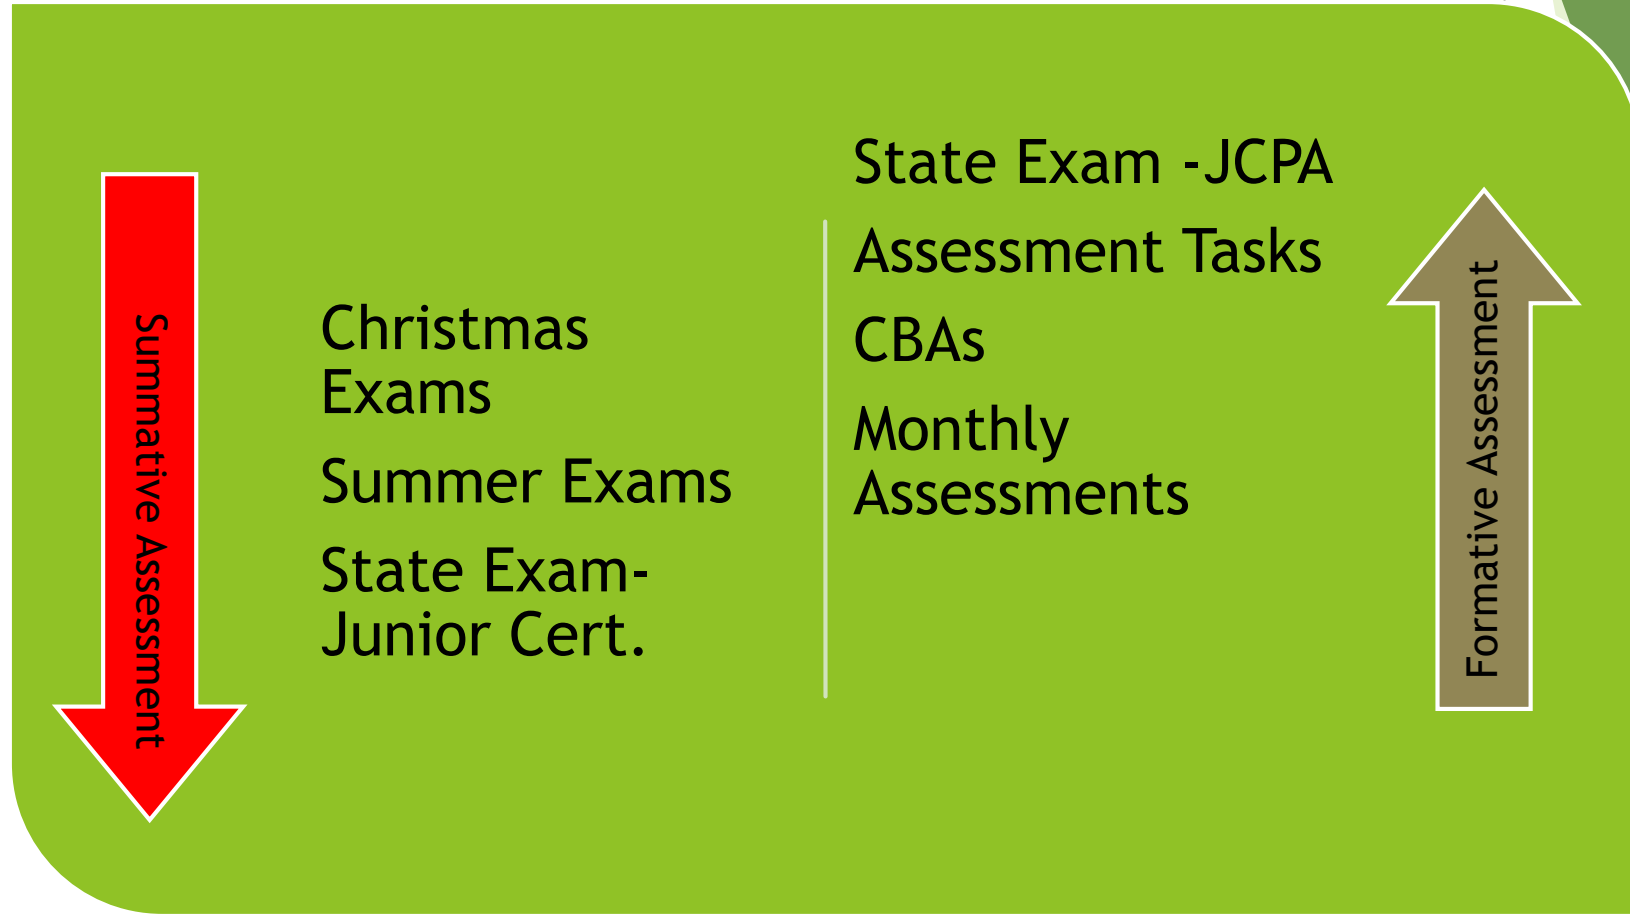 Summative Assessment
Christmas
Exams
Summer Exams
State Exam-
Junior Cert.
State Exam -JCPA
Assessment Tasks
CBAs
Monthly
Assessments
Formative Assessment